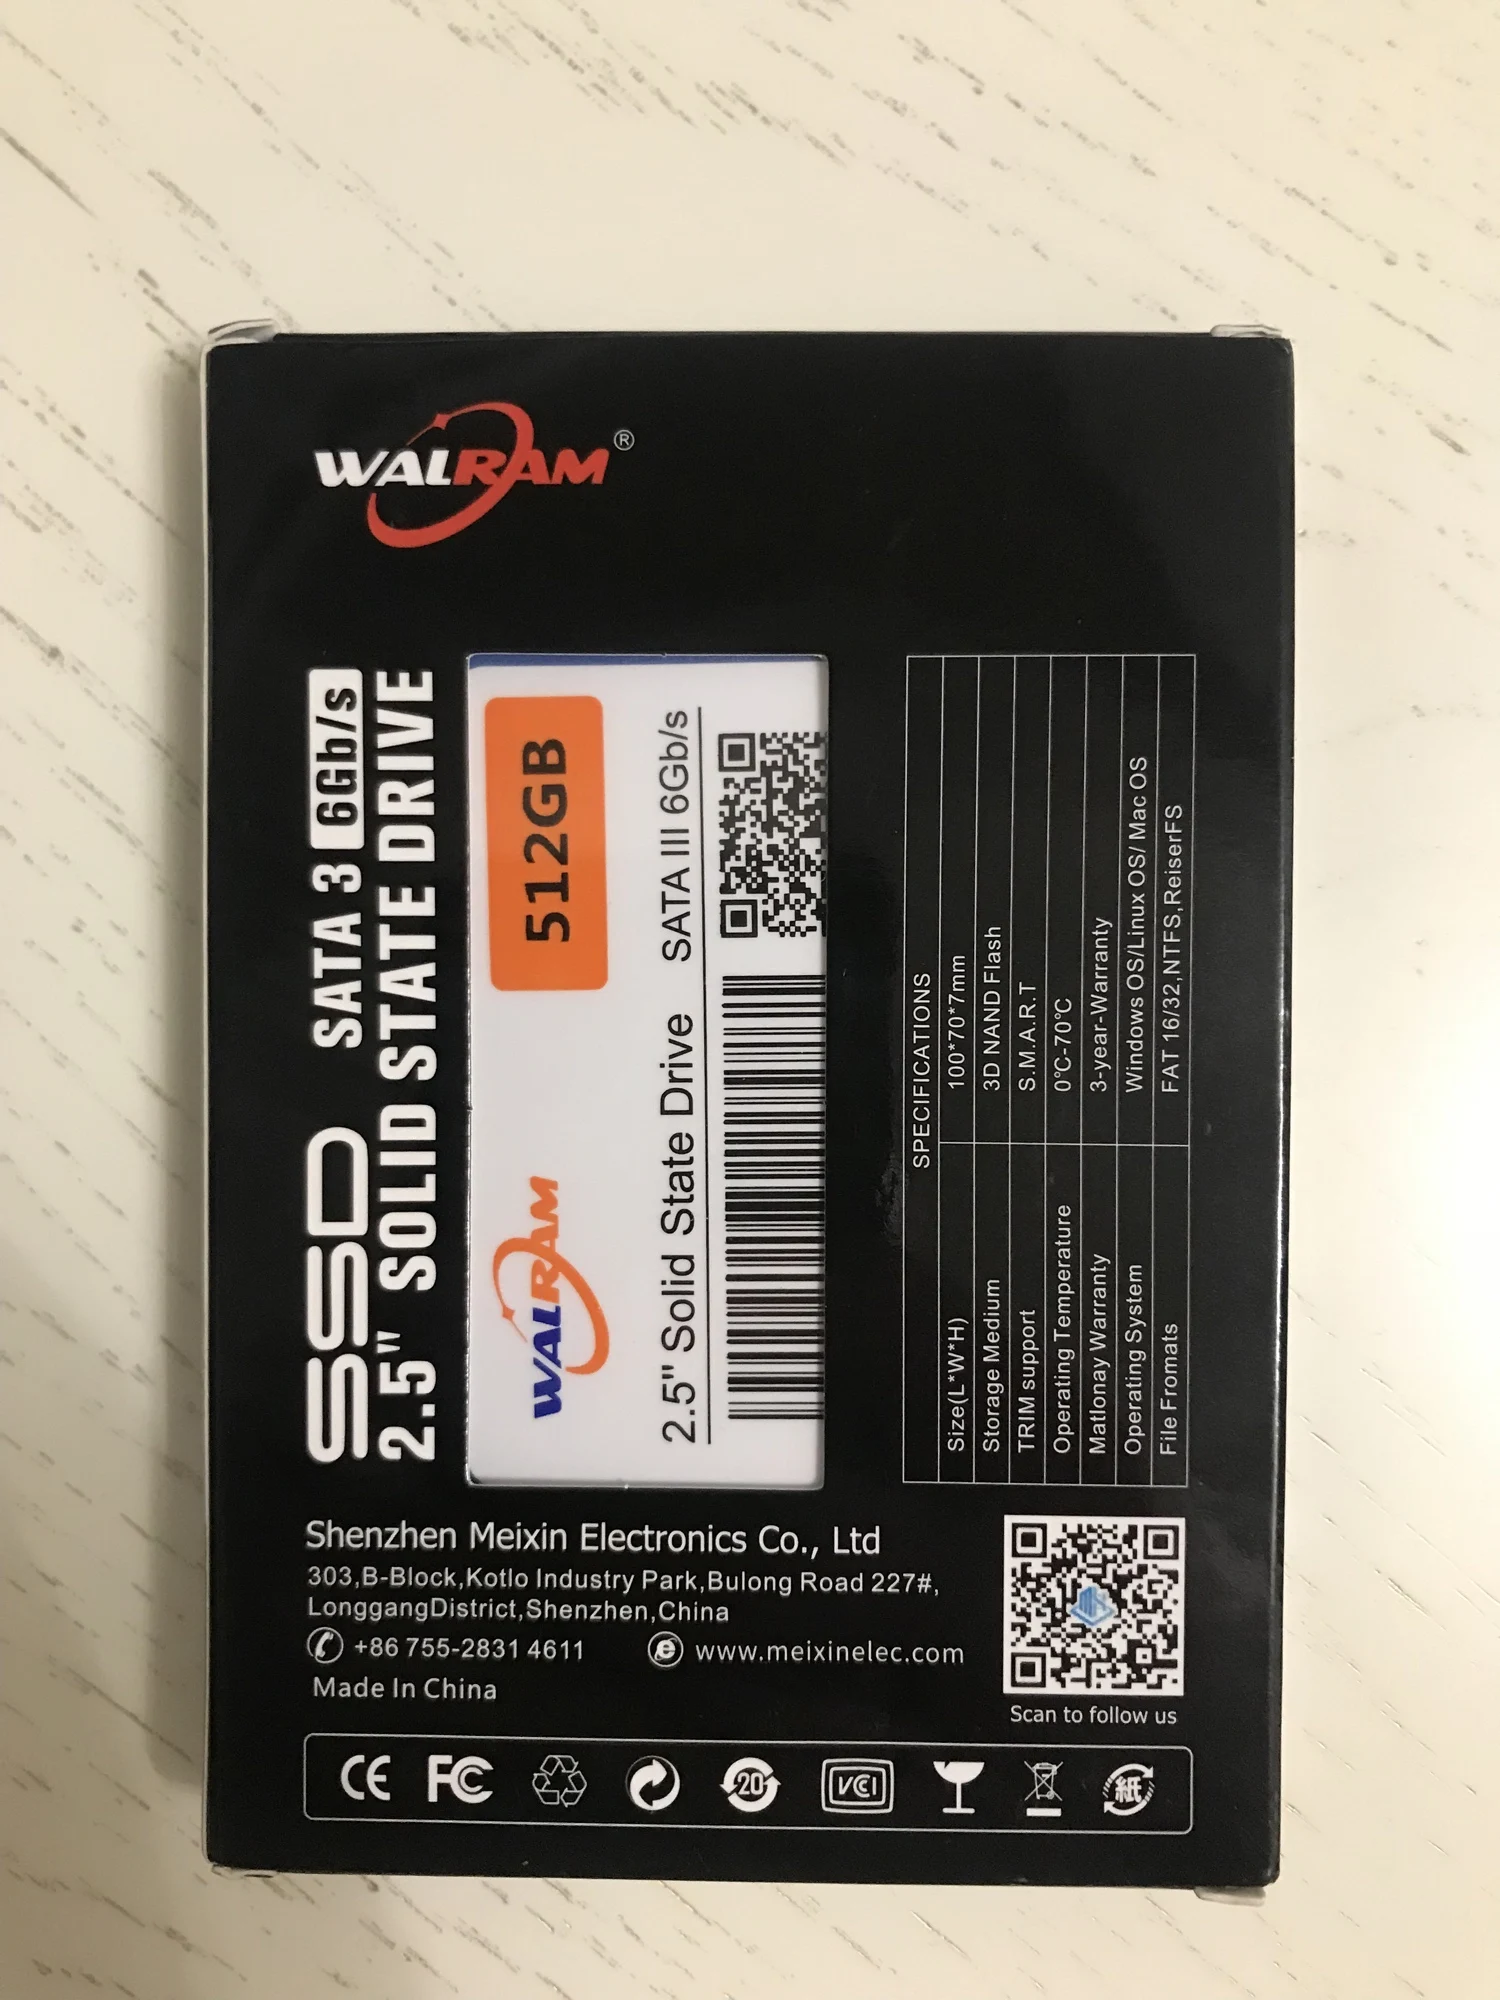 WALRAM®
SSD SATA 3 6Gb/s
2.5" SOLID STATE DRIVE
WALRAM 512GB
2.5" Solid State Drive SATA III 6Gb/s
SPECIFICATIONS
Size(L*W*H) 100*70*7mm
Storage Medium 3D NAND Flash
TRIM support S.M.A.R.T
Operating Temperature 0℃-70℃
Matlonay Warranty 3-year-Warranty
Operating System Windows OS/Linux OS/ Mac OS
File Fromats FAT 16/32,NTFS,ReiserFS
Shenzhen Meixin Electronics Co., Ltd
303,B-Block,Kotlo Industry Park,Bulong Road 227#,
LonggangDistrict,Shenzhen,China
+86 755-2831 4611 www.meixinelec.com
Made In China
Scan to follow us
CE FC 20 VCI 紙